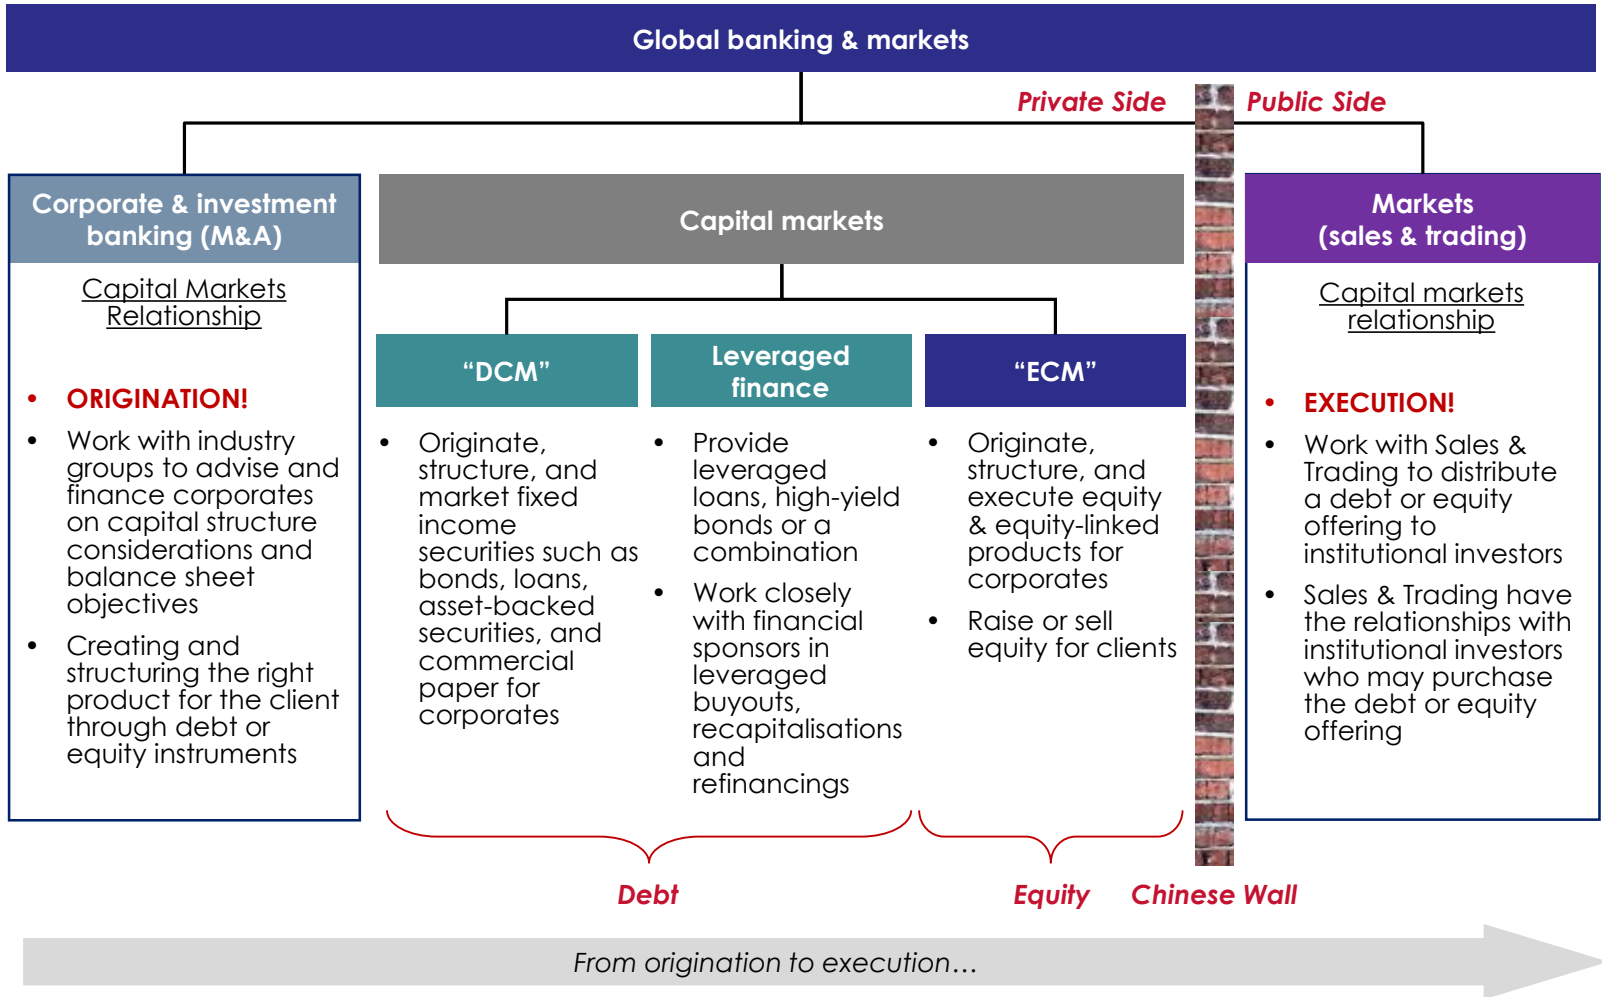 Global banking & markets
Private Side
Public Side
Corporate & investment
banking (M&A)
Capital Markets
Relationship
• ORIGINATION!
• Work with industry
groups to advise and
finance corporates
on capital structure
considerations and
balance sheet
objectives
• Creating and
structuring the right
product for the client
through debt or
equity instruments
Capital markets
“DCM”
• Originate,
structure, and
market fixed
income
securities such as
bonds, loans,
asset-backed
securities, and
commercial
paper for
corporates
Leveraged
finance
• Provide
leveraged
loans, high-yield
bonds or a
combination
• Work closely
with financial
sponsors in
leveraged
buyouts,
recapitalisations
and
refinancings
“ECM”
• Originate,
structure, and
execute equity
& equity-linked
products for
corporates
• Raise or sell
equity for clients
Markets
(sales & trading)
Capital markets
relationship
• EXECUTION!
• Work with Sales &
Trading to distribute
a debt or equity
offering to
institutional investors
• Sales & Trading have
the relationships with
institutional investors
who may purchase
the debt or equity
offering
Debt
Equity
Chinese Wall
From origination to execution…